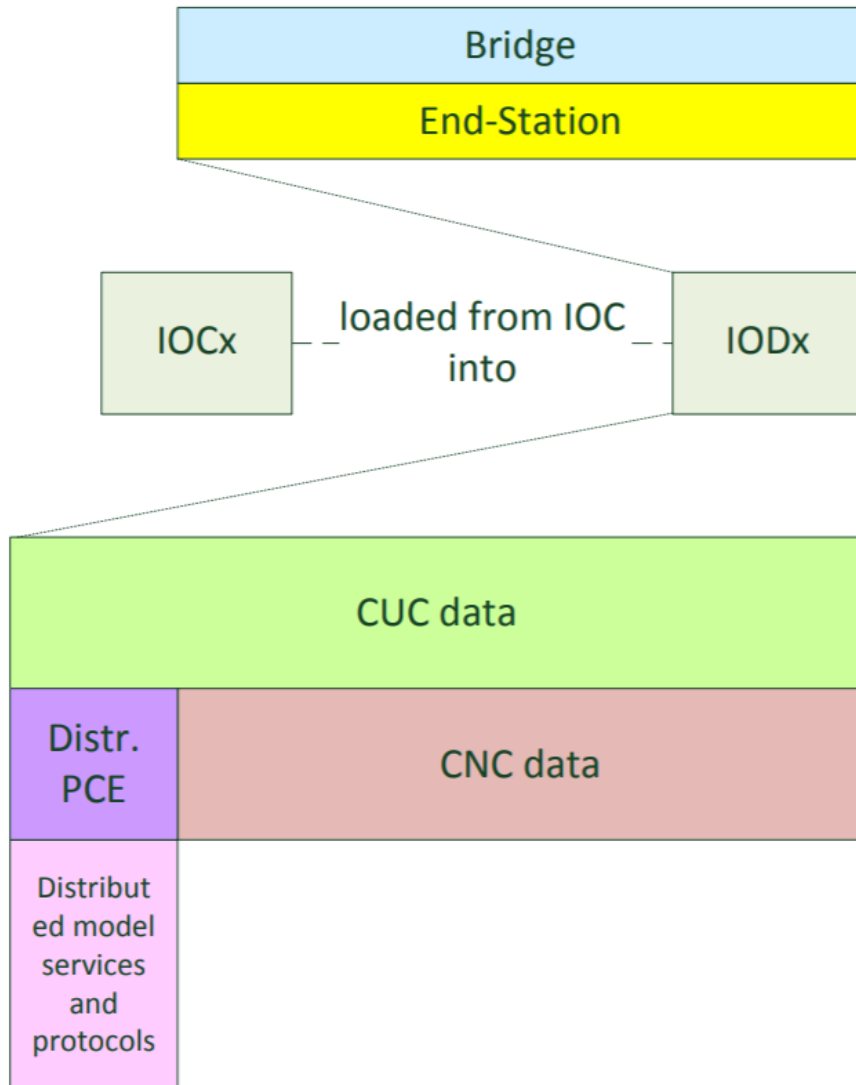 Bridge
End-Station
IOCx
loaded from IOC
into
IODx
CUC data
Distr.
PCE
CNC data
Distribut
ed model
services
and
protocols